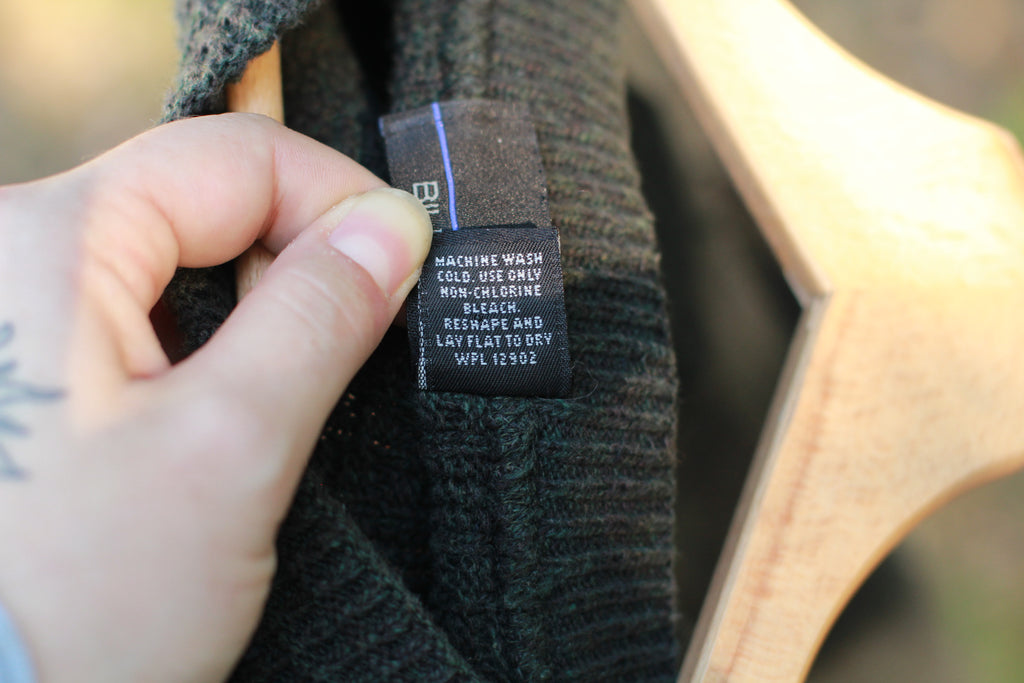 MACHINE WASH
COLD. USE ONLY
NON-CHLORINE
BLEACH.
RESHAPE AND
LAY FLAT TO DRY
WPL 12902